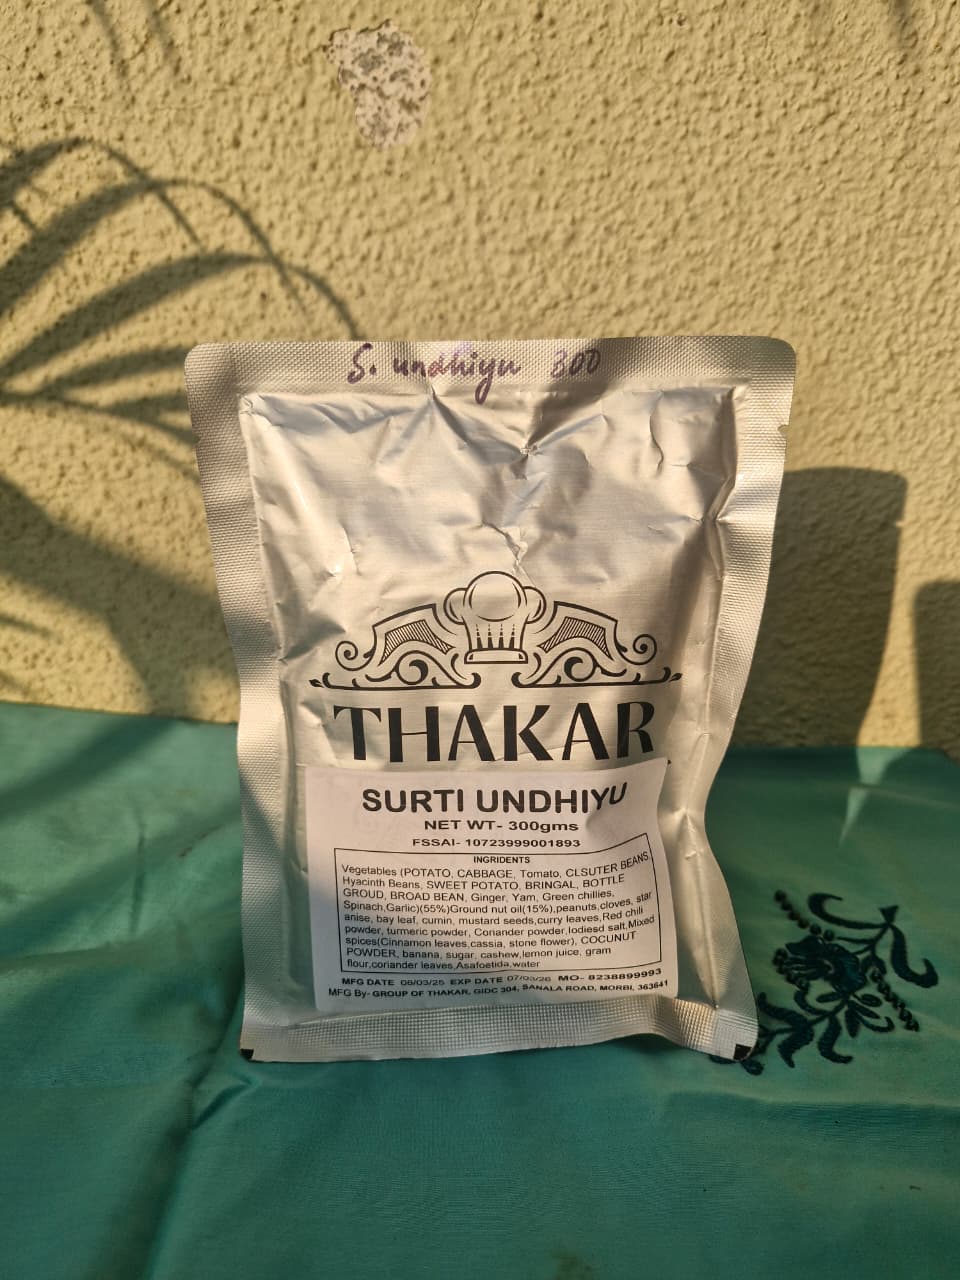 S. undhiyu 300
THAKAR
SURTI UNDHIYU
NET WT- 300gms
FSSAI- 10723999001893
INGRIDENTS
Vegetables (POTATO, CABBAGE, Tomato, CLSUTER BEANS,
Hyacinth Beans, SWEET POTATO, BRINGAL, BOTTLE
GROUD, BROAD BEAN, Ginger, Yam, Green chillies,
Spinach,Garlic)(55%)Ground nut oil(15%),peanuts,cloves, star
anise, bay leaf, cumin, mustard seeds,curry leaves,Red chili
powder, turmeric powder, Coriander powder,Iodiesd salt,Mixed
spices(Cinnamon leaves,cassia, stone flower), COCUNUT
POWDER, banana, sugar, cashew,lemon juice, gram
flour,coriander leaves,Asafoetida,water
MFG DATE 08/03/25 EXP DATE 07/03/26 MO- 8238899993
MFG By- GROUP OF THAKAR, GIDC 304, SANALA ROAD, MORBI, 363641